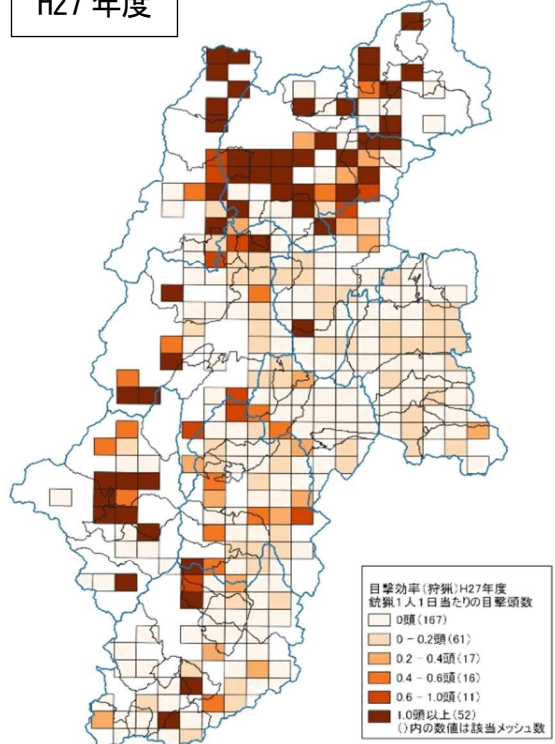 H27 年度
目撃効率(狩猟)H27年度
銃猟1人1日当たりの目撃頭数
0頭(167)
0 - 0.2頭(61)
0.2 - 0.4頭(17)
0.4 - 0.6頭(16)
0.6 - 1.0頭(11)
1.0頭以上(52)
()内の数値は該当メッシュ数